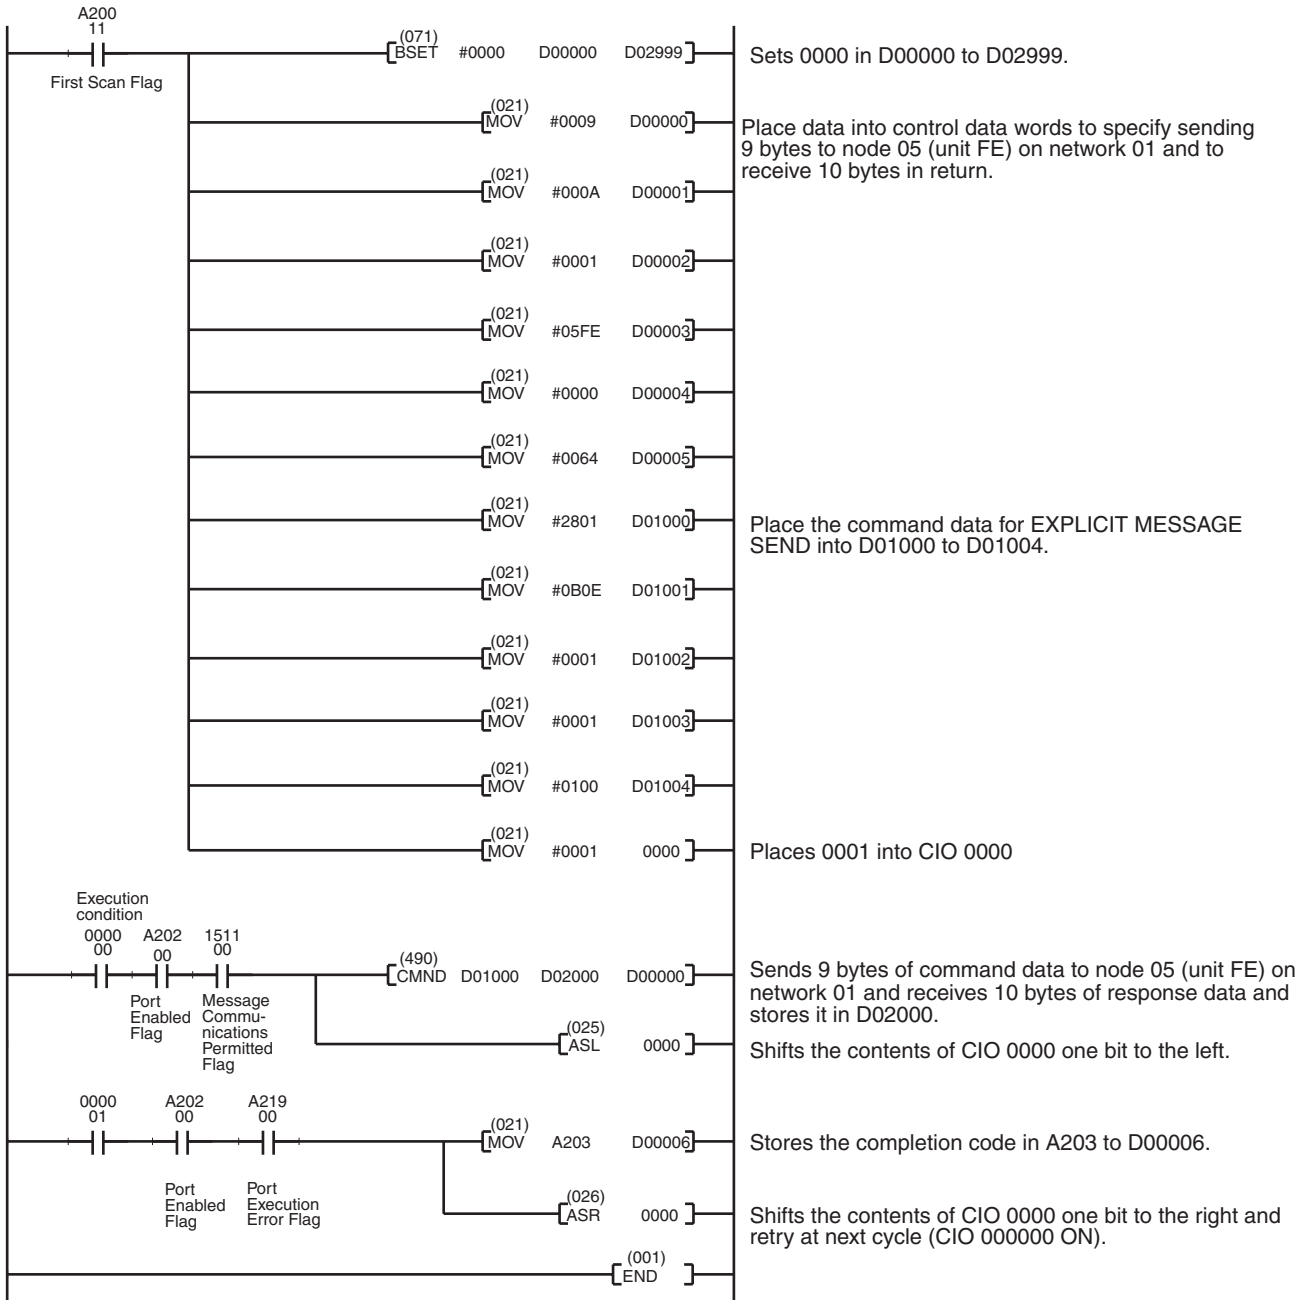 A200
11
First Scan Flag
(071)
BSET #0000 D00000 D02999
Sets 0000 in D00000 to D02999.
(021)
MOV #0009 D00000
Place data into control data words to specify sending
9 bytes to node 05 (unit FE) on network 01 and to
receive 10 bytes in return.
(021)
MOV #000A D00001
(021)
MOV #0001 D00002
(021)
MOV #05FE D00003
(021)
MOV #0000 D00004
(021)
MOV #0064 D00005
(021)
MOV #2801 D01000
Place the command data for EXPLICIT MESSAGE
SEND into D01000 to D01004.
(021)
MOV #0B0E D01001
(021)
MOV #0001 D01002
(021)
MOV #0001 D01003
(021)
MOV #0100 D01004
(021)
MOV #0001 0000
Places 0001 into CIO 0000
Execution
condition
0000 A202 1511
00 00 00
Port
Enabled
Flag
Message
Commu-
nications
Permitted
Flag
(490)
CMND D01000 D02000 D00000
Sends 9 bytes of command data to node 05 (unit FE) on
network 01 and receives 10 bytes of response data and
stores it in D02000.
(025)
ASL 0000
Shifts the contents of CIO 0000 one bit to the left.
0000 A202 A219
01 00 00
Port
Enabled
Flag
Port
Execution
Error Flag
(021)
MOV A203 D00006
Stores the completion code in A203 to D00006.
(026)
ASR 0000
Shifts the contents of CIO 0000 one bit to the right and
retry at next cycle (CIO 000000 ON).
(001)
END